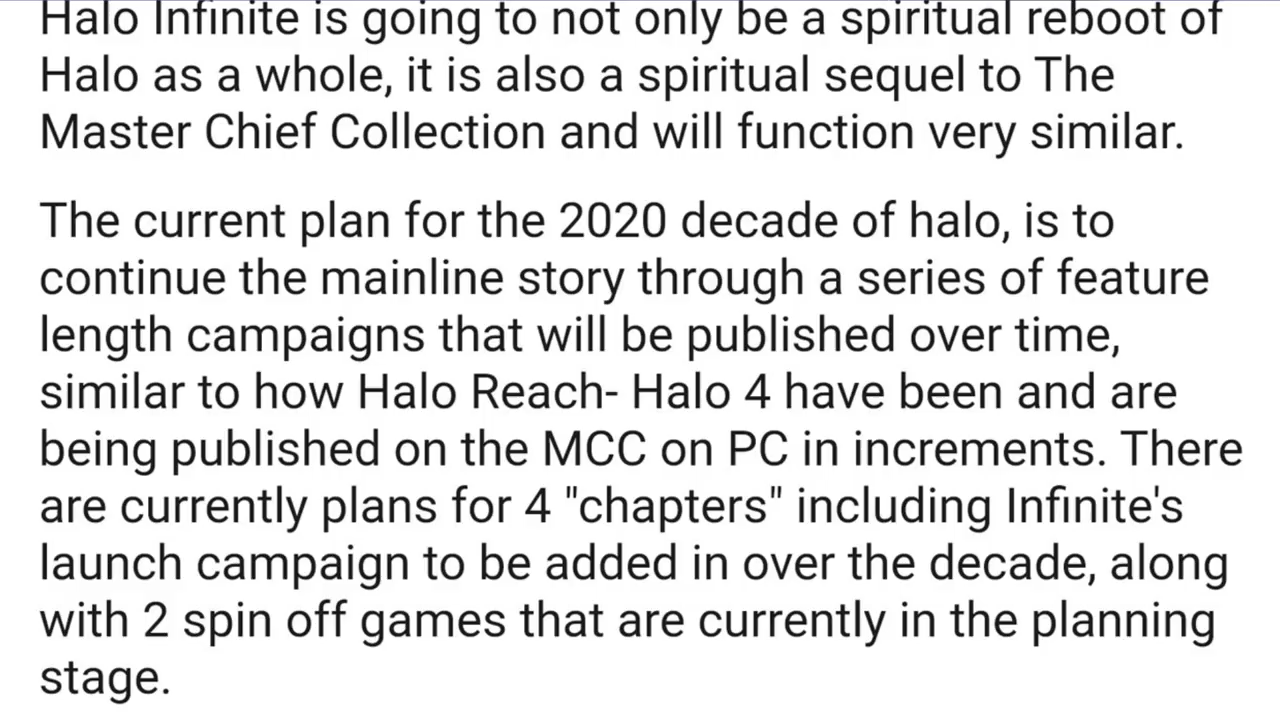 Halo Infinite is going to not only be a spiritual reboot of
Halo as a whole, it is also a spiritual sequel to The
Master Chief Collection and will function very similar.
The current plan for the 2020 decade of halo, is to
continue the mainline story through a series of feature
length campaigns that will be published over time,
similar to how Halo Reach- Halo 4 have been and are
being published on the MCC on PC in increments. There
are currently plans for 4 "chapters" including Infinite's
launch campaign to be added in over the decade, along
with 2 spin off games that are currently in the planning
stage.